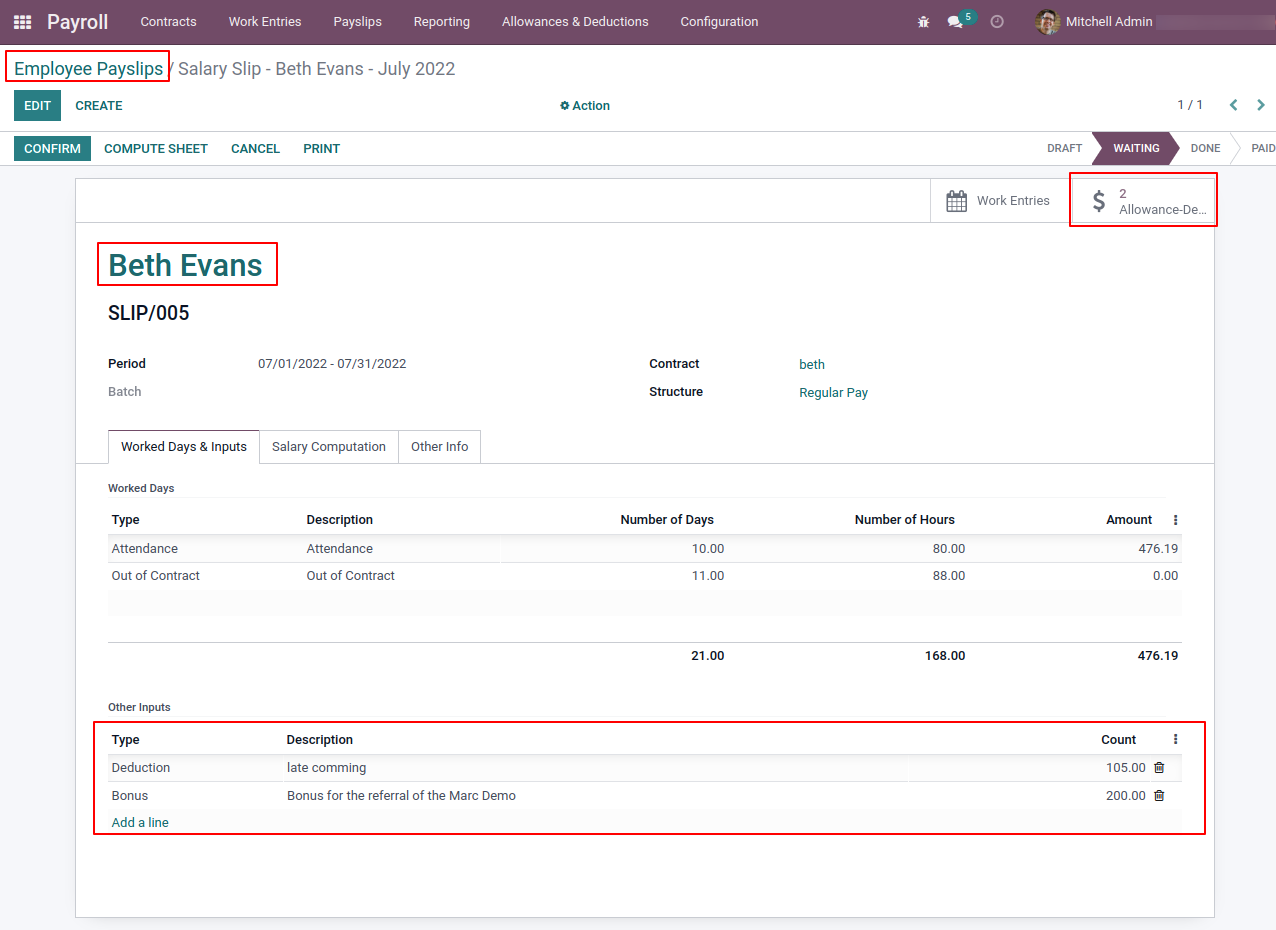 Payroll Contracts Work Entries Payslips Reporting Allowances & Deductions Configuration 5 Mitchell Admin
Employee Payslips / Salary Slip - Beth Evans - July 2022
EDIT CREATE Action 1 / 1
CONFIRM COMPUTE SHEET CANCEL PRINT DRAFT WAITING DONE PAID
Work Entries $ 2
Allowance-De...
Beth Evans
SLIP/005
Period 07/01/2022 - 07/31/2022 Contract beth
Batch Structure Regular Pay
Worked Days & Inputs Salary Computation Other Info
Worked Days
Type Description Number of Days Number of Hours Amount
Attendance Attendance 10.00 80.00 476.19
Out of Contract Out of Contract 11.00 88.00 0.00
21.00 168.00 476.19
Other Inputs
Type Description Count
Deduction late comming 105.00
Bonus Bonus for the referral of the Marc Demo 200.00
Add a line